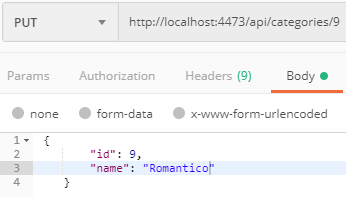 PUT http://localhost:4473/api/categories/9
Params Authorization Headers (9) Body
none form-data x-www-form-urlencoded
1 {
2 "id": 9,
3 "name": "Romantico"
4 }